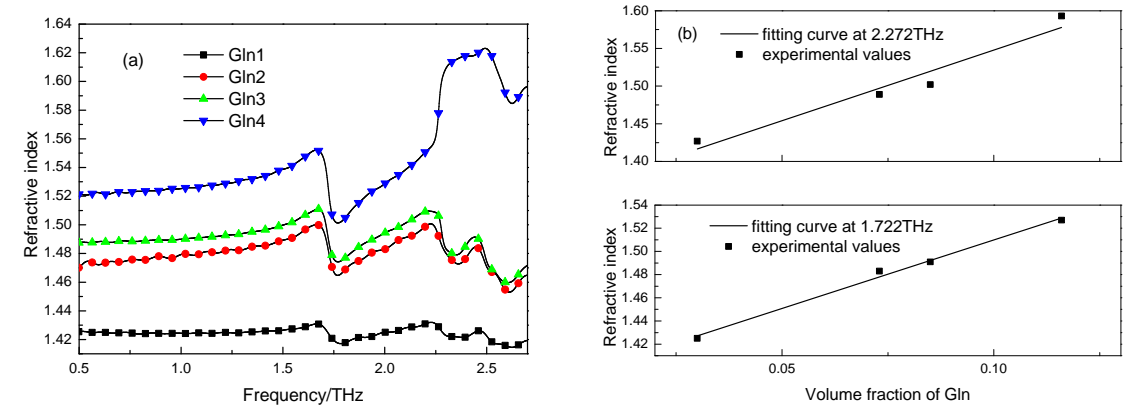 (a)
Gln1
Gln2
Gln3
Gln4
1.64
1.62
1.60
1.58
1.56
1.54
1.52
1.50
1.48
1.46
1.44
1.42
Refractive index
0.5 1.0 1.5 2.0 2.5
Frequency/THz
(b)
fitting curve at 2.272THz
experimental values
1.60
1.55
1.50
1.45
1.40
Refractive index
fitting curve at 1.722THz
experimental values
1.54
1.52
1.50
1.48
1.46
1.44
1.42
Refractive index
0.05 0.10
Volume fraction of Gln